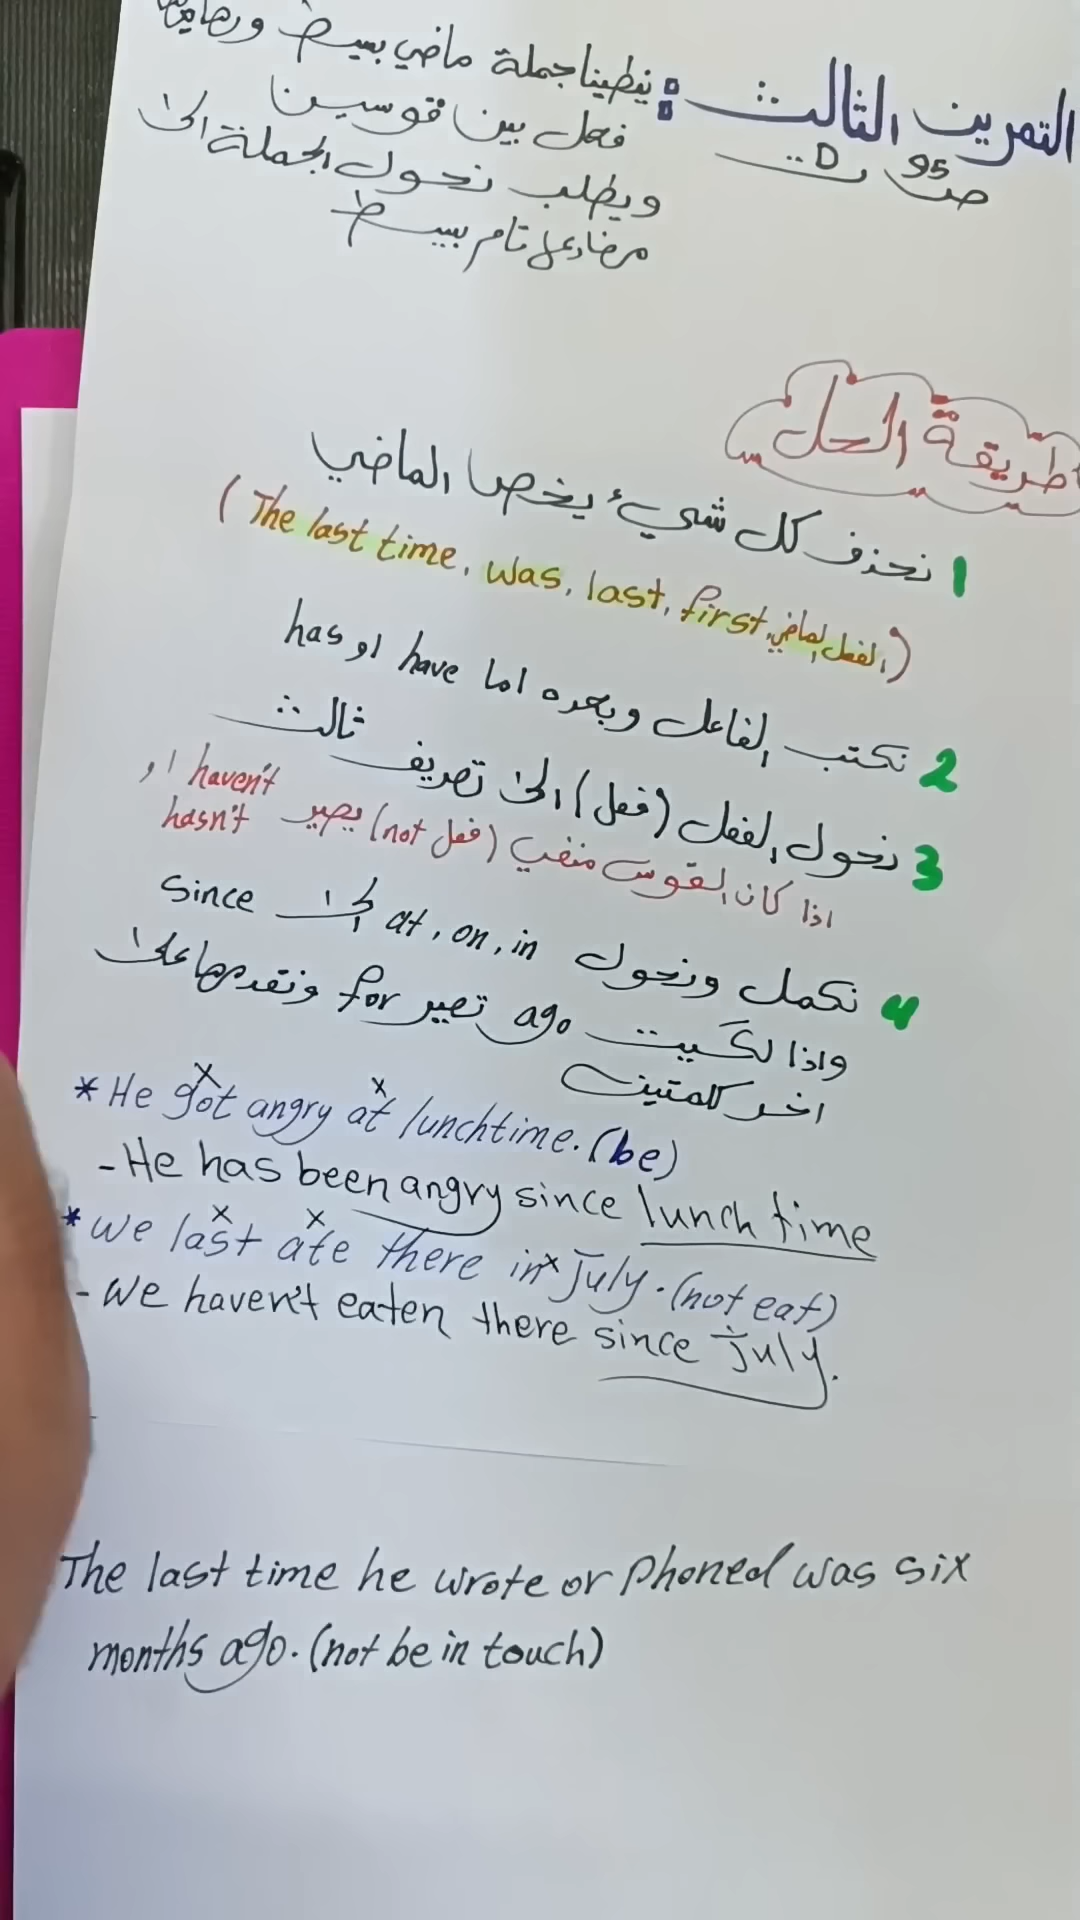 التمرين الثالث: ينطينا جملة ماضي بسيط
ص 95 ت D
فعل بين قوسين
ويطلب نحول الجملة الى
مضارع تام بسيط
طريقة الحل
1 نحذف كل شيء يخص الماضي
(The last time, was, last, first, الفعل الماضي)
2 نكتب الفاعل وبعده اما have او has
3 نحول الفعل (فعل) الى تصريف ثالث
اذا كان القوس منفي (not فعل) يصير haven't او
hasn't
4 نكمل ونحول at, on, in الى since
واذا لگيت ago تصير for ونقدمها على
اخر كلمتين
* He got angry at lunchtime. (be)
- He has been angry since lunch time
* we last ate there in july. (not eat)
- we haven't eaten there since july.
The last time he wrote or phoned was six
months ago. (not be in touch)